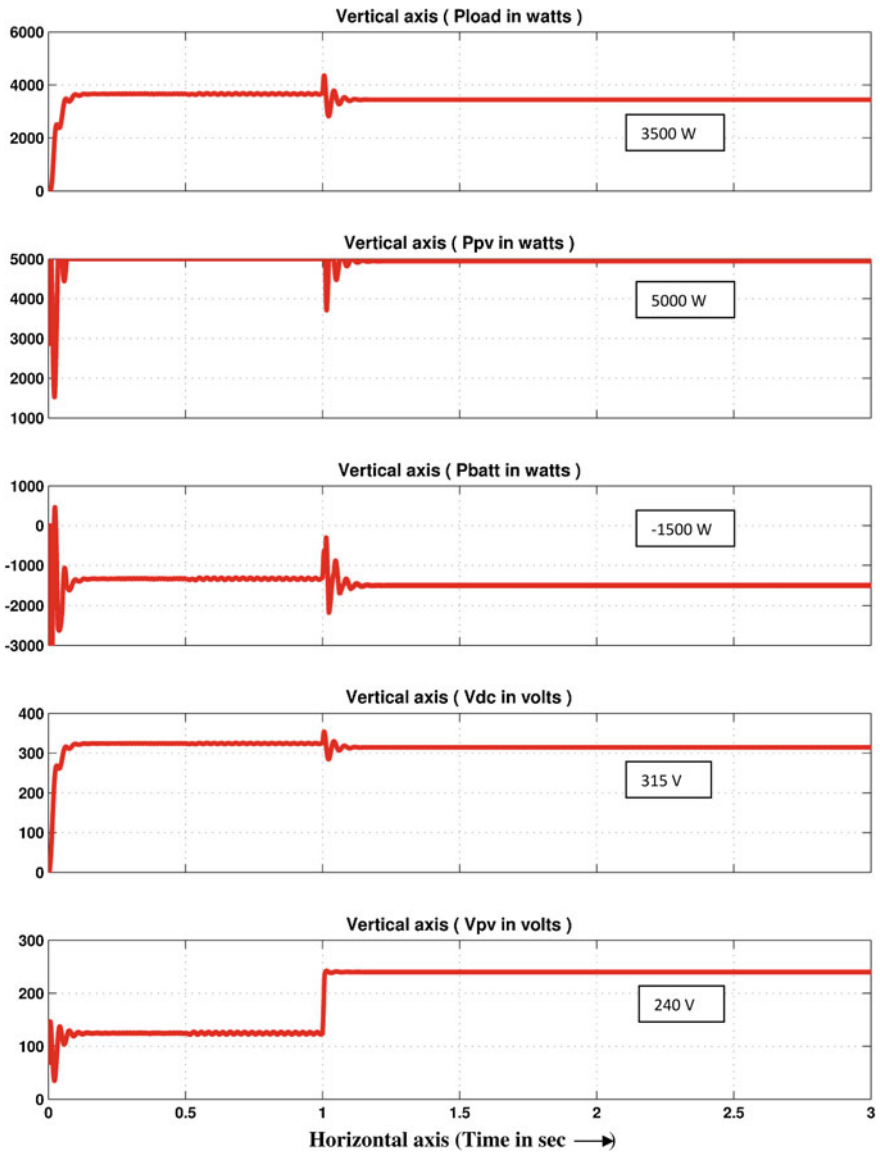 Vertical axis ( Pload in watts )
6000
4000
2000
0
3500 W
Vertical axis ( Ppv in watts )
5000
4000
3000
2000
1000
5000 W
Vertical axis ( Pbatt in watts )
1000
0
-1000
-2000
-3000
-1500 W
Vertical axis ( Vdc in volts )
400
300
200
100
0
315 V
Vertical axis ( Vpv in volts )
300
200
100
0
240 V
0 0.5 1 1.5 2 2.5 3
Horizontal axis (Time in sec →)